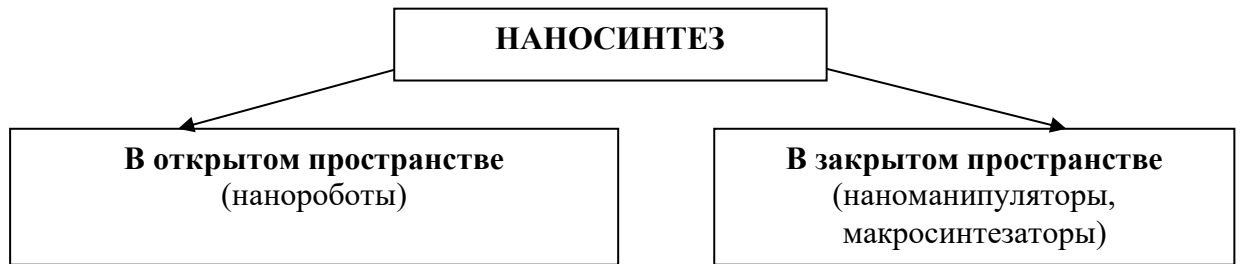 НАНОСИНТЕЗ
В открытом пространстве
(нанороботы)
В закрытом пространстве
(наноманипуляторы,
макросинтезаторы)